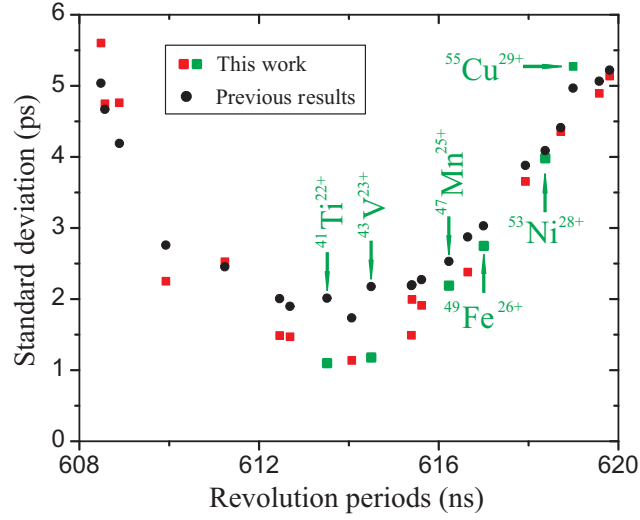 6
5
4
3
2
1
0
Standard deviation (ps)
This work
Previous results
⁵⁵Cu²⁹⁺
⁴¹Ti²²⁺
⁴³V²³⁺
⁴⁷Mn²⁵⁺
⁵³Ni²⁸⁺
⁴⁹Fe²⁶⁺
608 612 616 620
Revolution periods (ns)